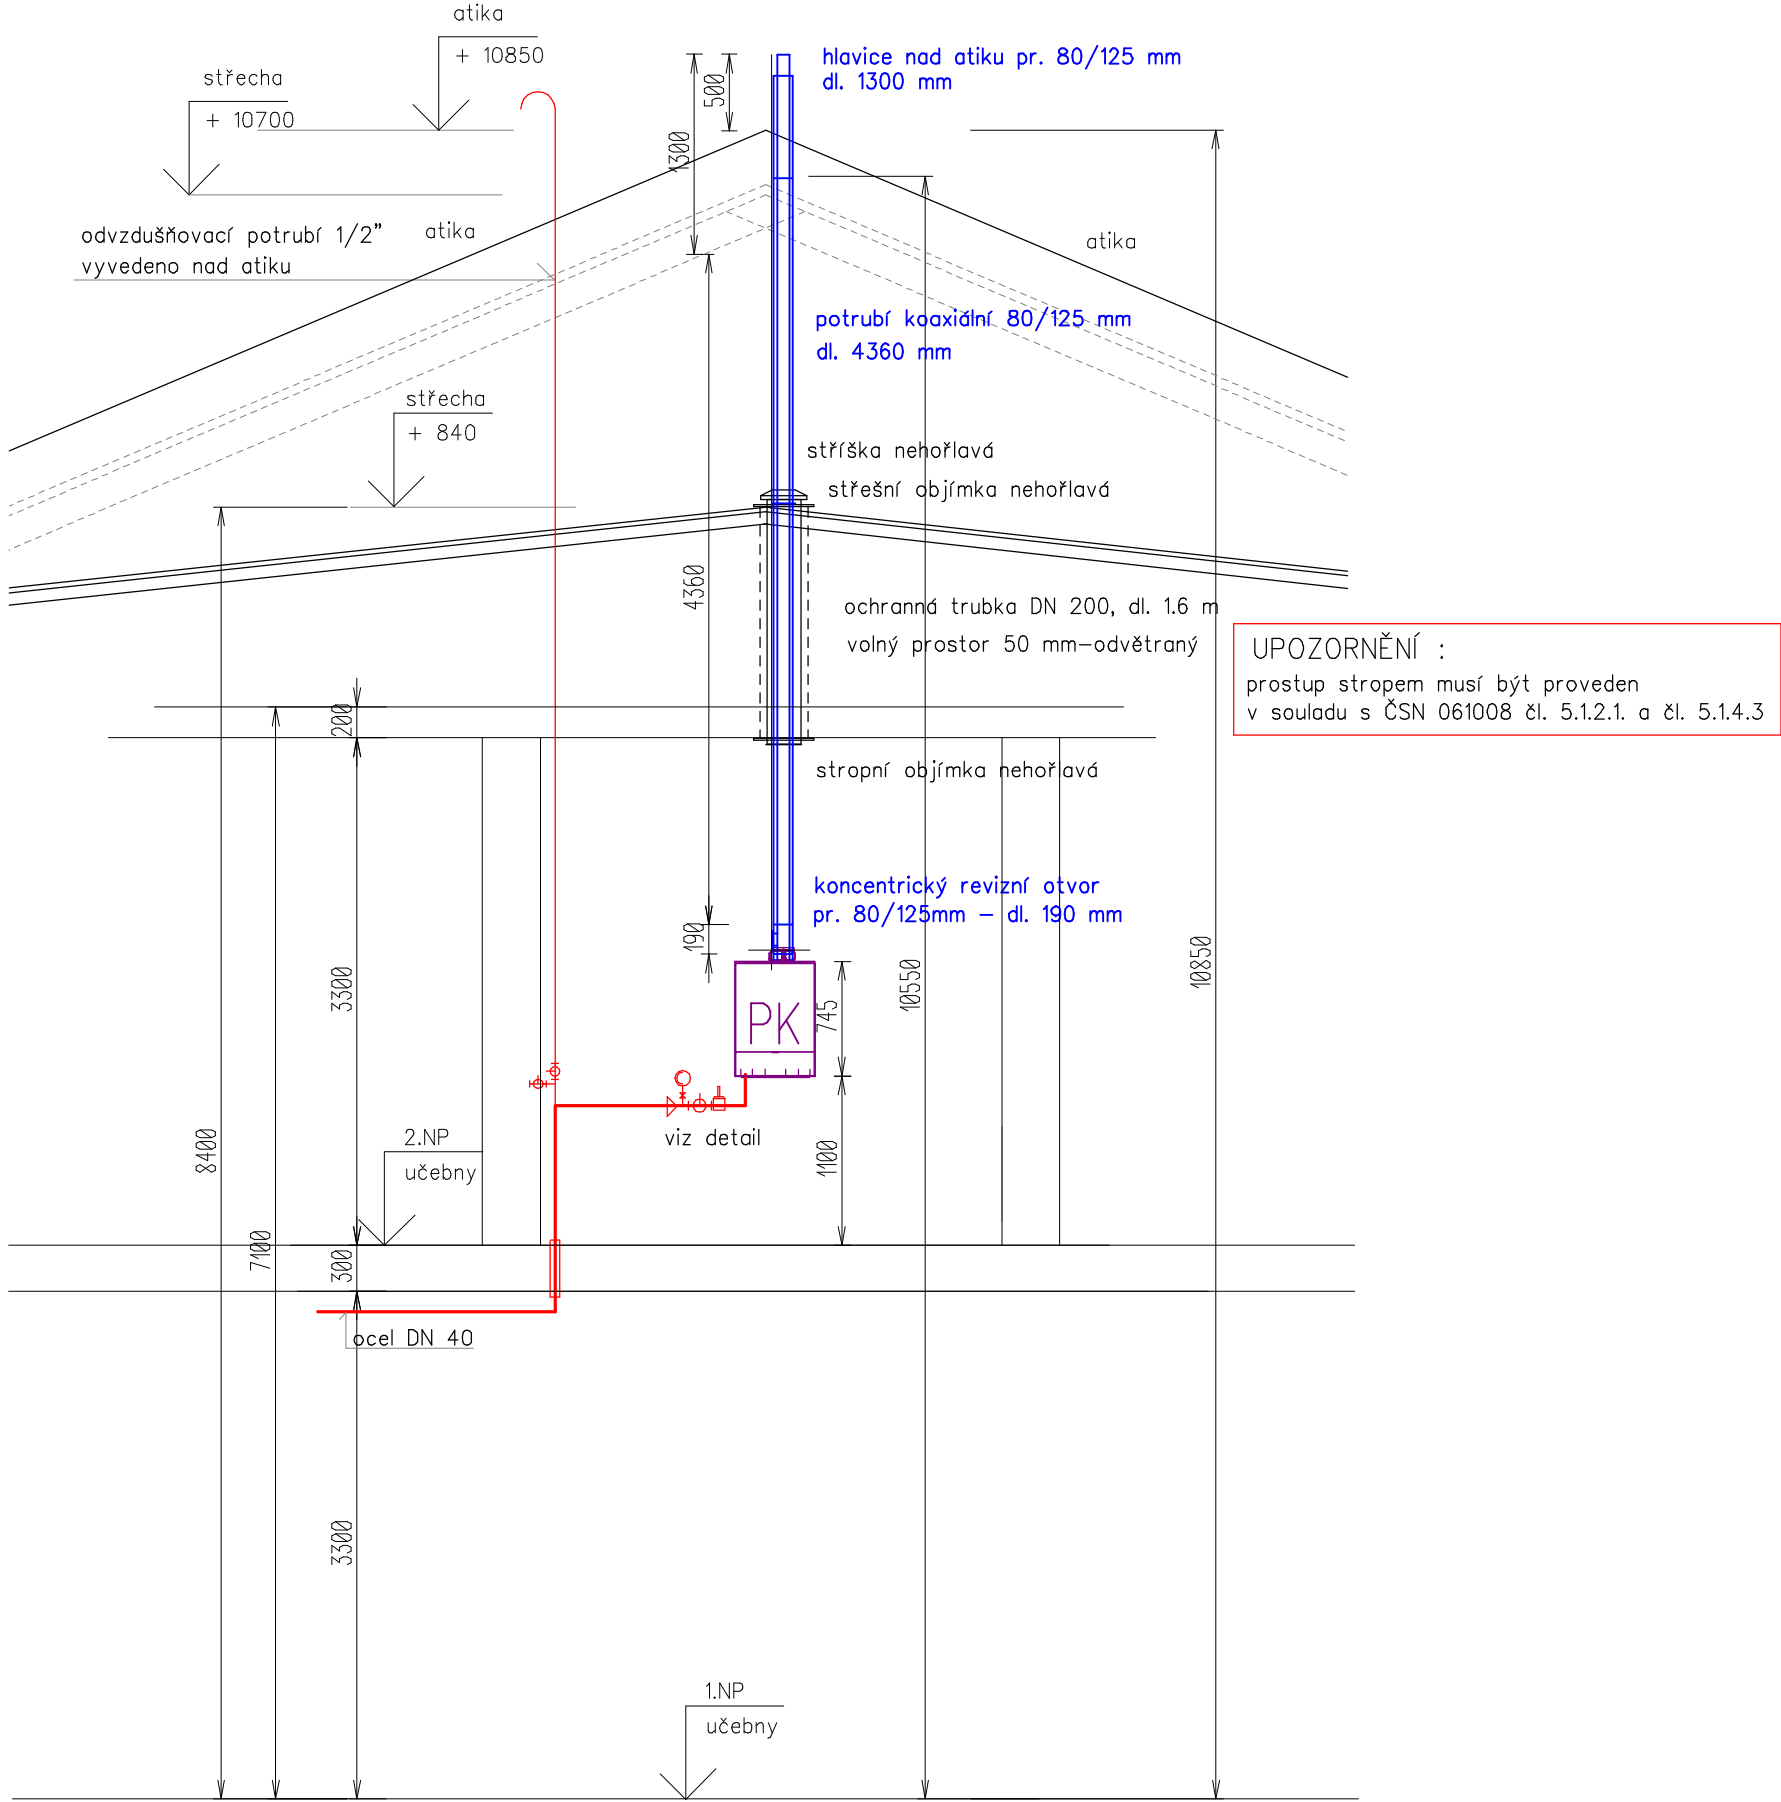 atika
+ 10850
střecha
+ 10700
hlavice nad atiku pr. 80/125 mm
dl. 1300 mm
500
1300
odvzdušňovací potrubí 1/2”
vyvedeno nad atiku
atika
atika
potrubí koaxiální 80/125 mm
dl. 4360 mm
střecha
+ 840
stříška nehořlavá
střešní objímka nehořlavá
4360
ochranná trubka DN 200, dl. 1.6 m
volný prostor 50 mm–odvětraný
UPOZORNĚNÍ :
prostup stropem musí být proveden
v souladu s ČSN 061008 čl. 5.1.2.1. a čl. 5.1.4.3
200
stropní objímka nehořlavá
koncentrický revizní otvor
pr. 80/125mm – dl. 190 mm
190
3300
PK
745
10550
10850
viz detail
2.NP
učebny
8400
1100
7100
300
ocel DN 40
3300
1.NP
učebny